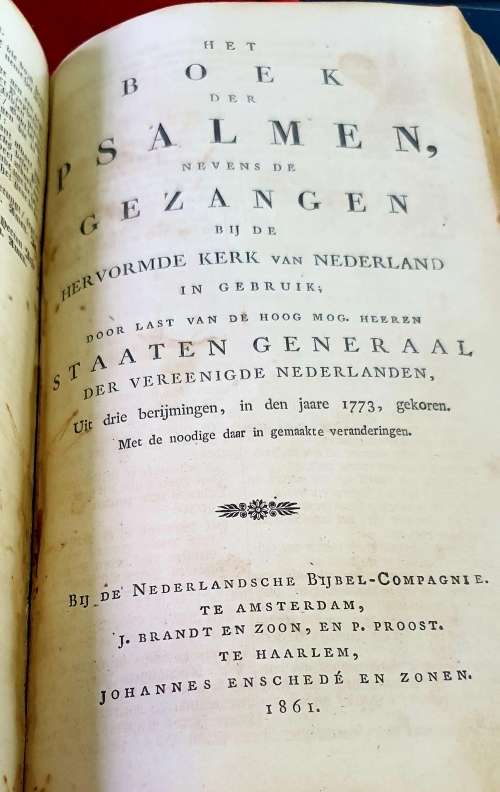 HET
BOEK
DER
PSALMEN,
NEVENS DE
GEZANGEN
BIJ DE
HERVORMDE KERK VAN NEDERLAND
IN GEBRUIK;
DOOR LAST VAN DE HOOG MOG. HEEREN
STAATEN GENERAAL
DER VEREENIGDE NEDERLANDEN,
Uit drie berijmingen, in den jaare 1773, gekoren.
Met de noodige daar in gemaakte veranderingen.
BIJ DE NEDERLANDSCHE BIJBEL-COMPAGNIE.
TE AMSTERDAM,
J. BRANDT EN ZOON, EN P. PROOST.
TE HAARLEM,
JOHANNES ENSCHEDÉ EN ZONEN.
1861.